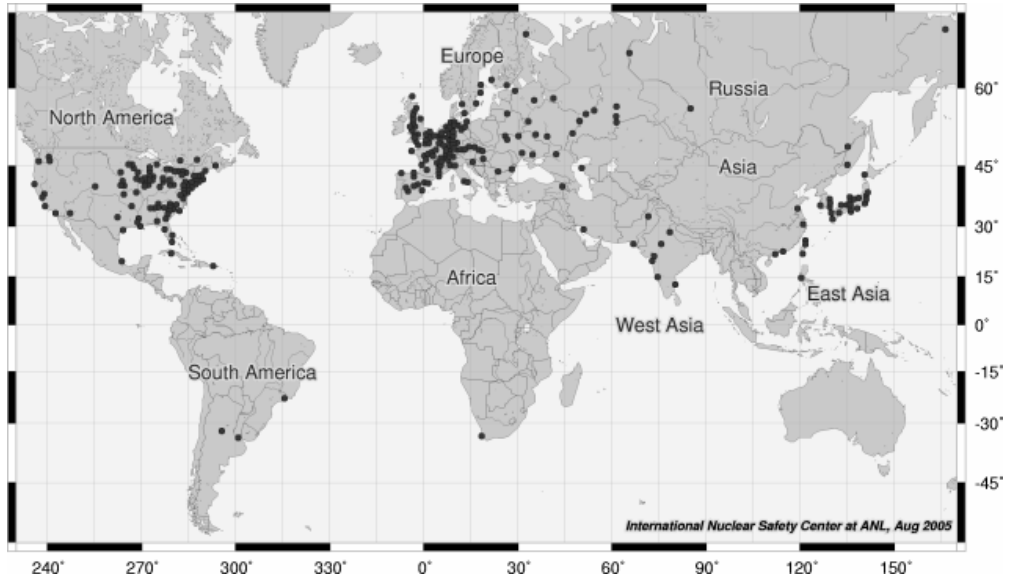 Europe
60˚
Russia
North America
45˚
Asia
30˚
Africa
15˚
East Asia
West Asia
0˚
South America
-15˚
-30˚
-45˚
International Nuclear Safety Center at ANL, Aug 2005
240˚ 270˚ 300˚ 330˚ 0˚ 30˚ 60˚ 90˚ 120˚ 150˚